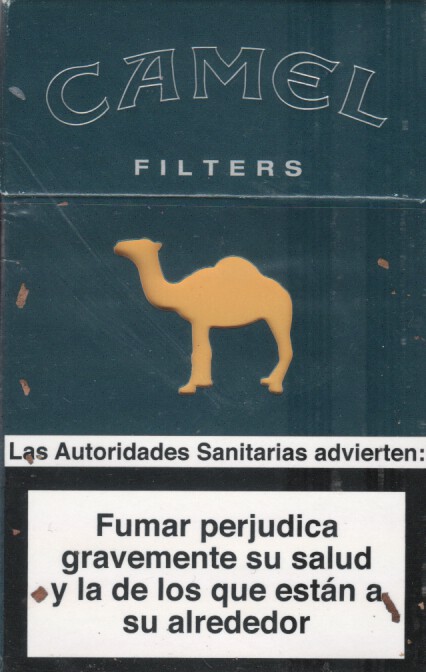 CAMEL
FILTERS
Las Autoridades Sanitarias advierten:
Fumar perjudica
gravemente su salud
y la de los que están a
su alrededor